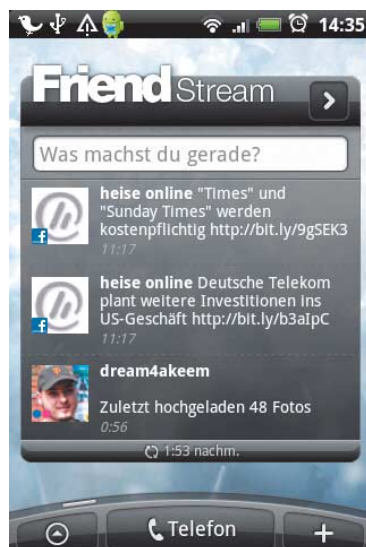 14:35
Friend Stream
Was machst du gerade?
heise online "Times" und
"Sunday Times" werden
kostenpflichtig http://bit.ly/9gSEK3
11:17
heise online Deutsche Telekom
plant weitere Investitionen ins
US-Geschäft http://bit.ly/b3aIpC
11:17
dream4akeem
Zuletzt hochgeladen 48 Fotos
0:56
1:53 nachm.
Telefon